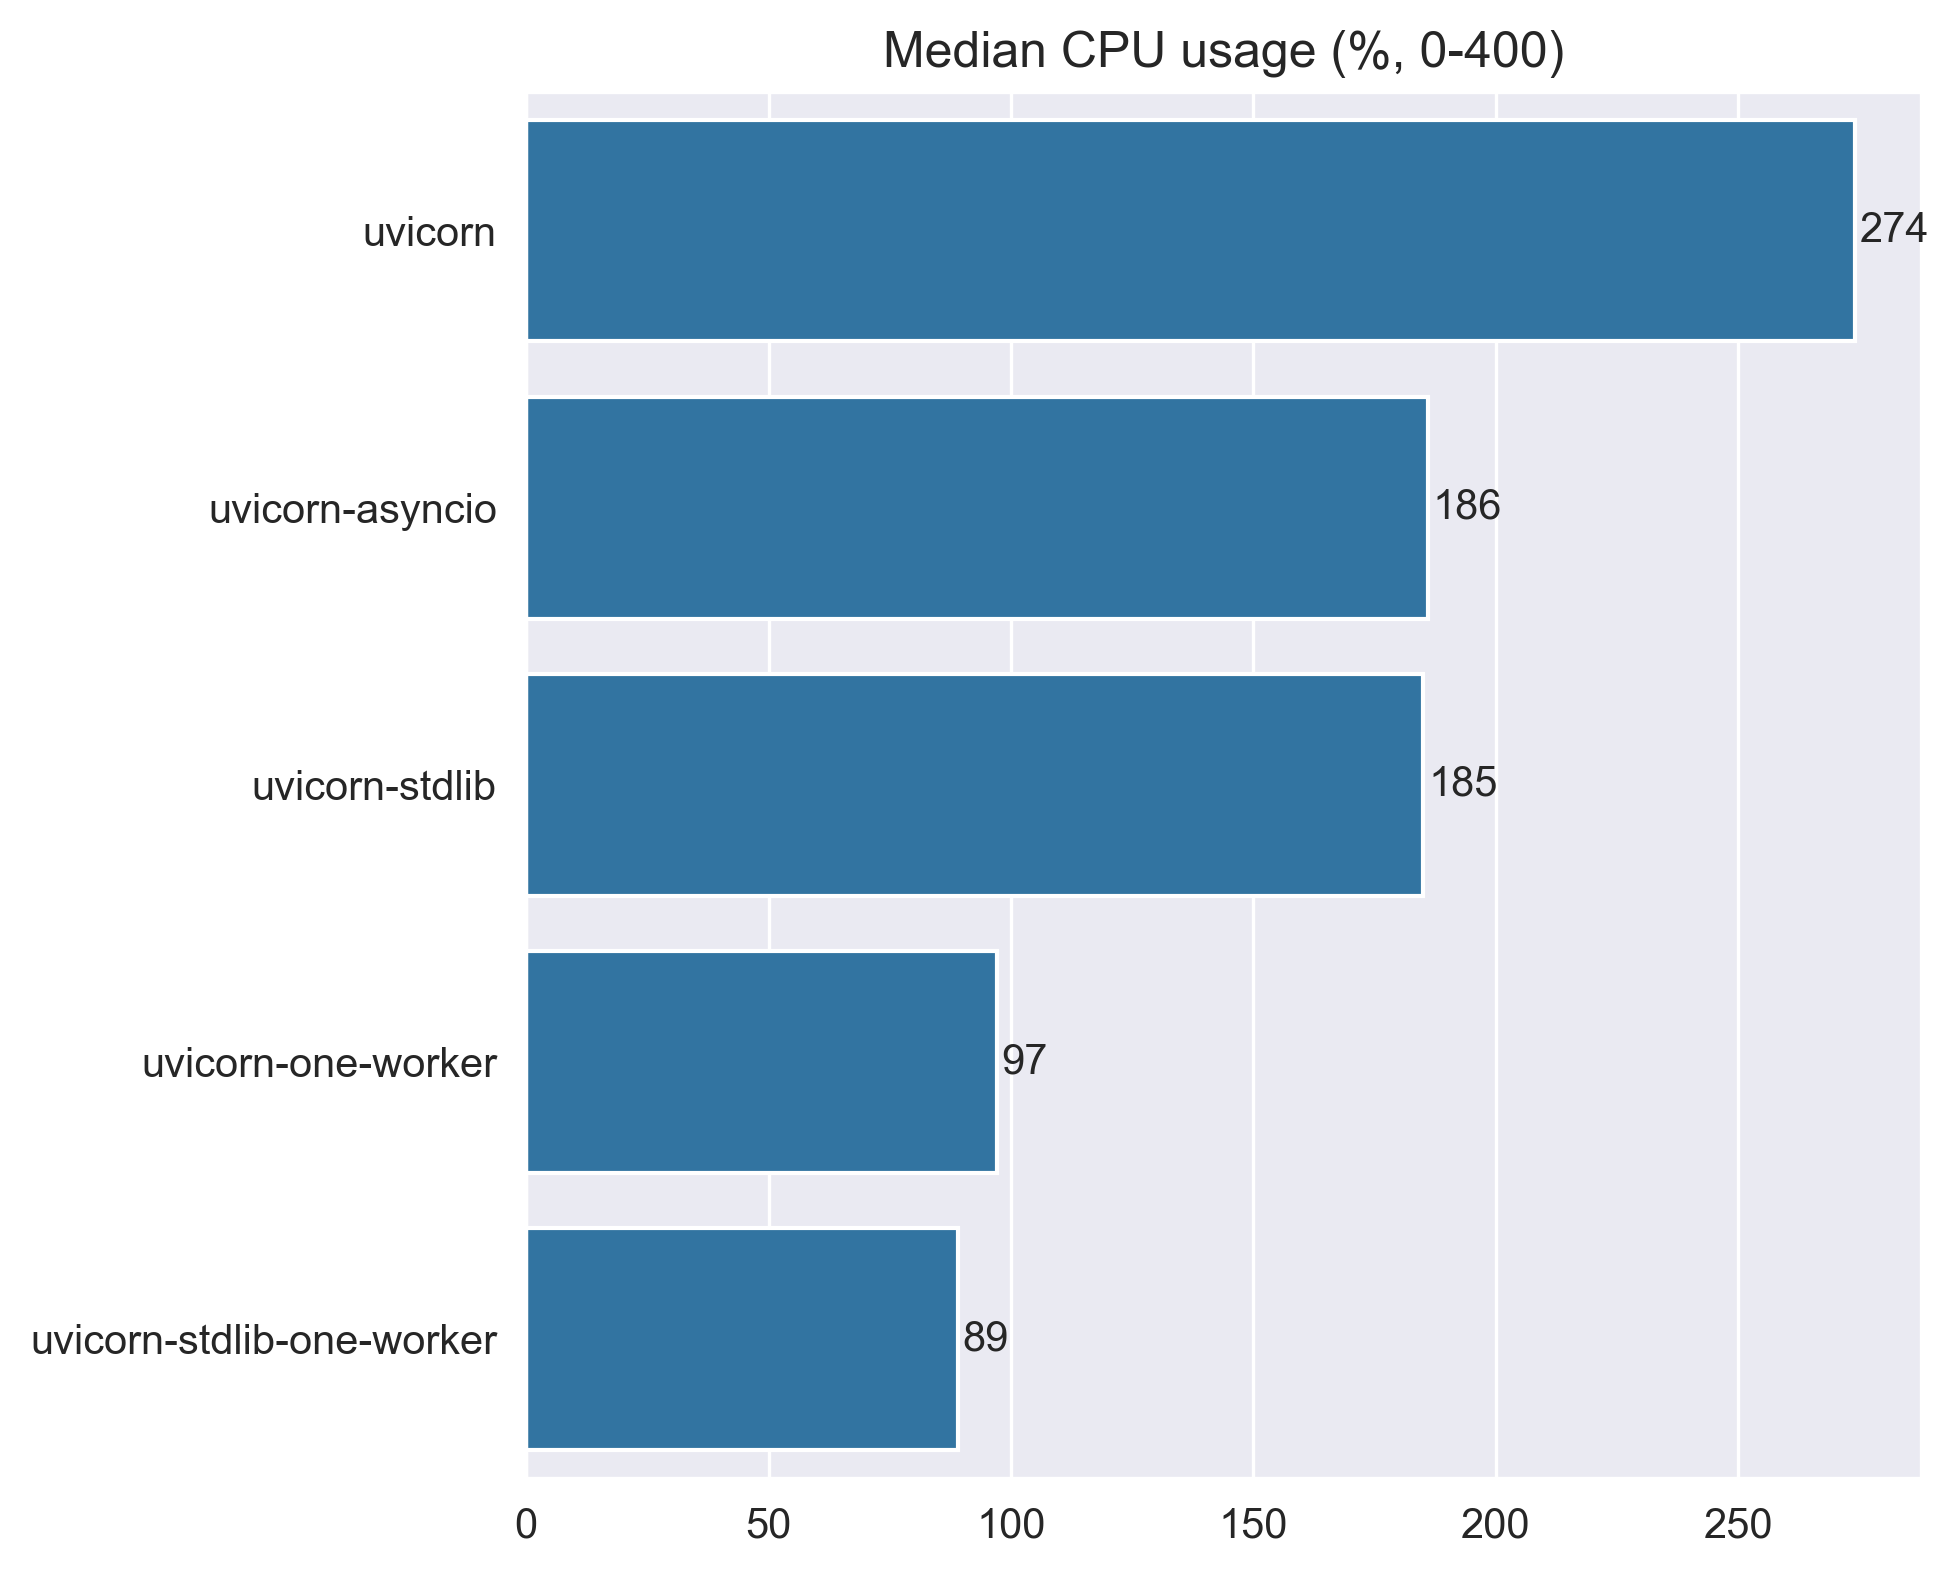 Median CPU usage (%, 0-400)
uvicorn
274
uvicorn-asyncio
186
uvicorn-stdlib
185
uvicorn-one-worker
97
uvicorn-stdlib-one-worker
89
0 50 100 150 200 250